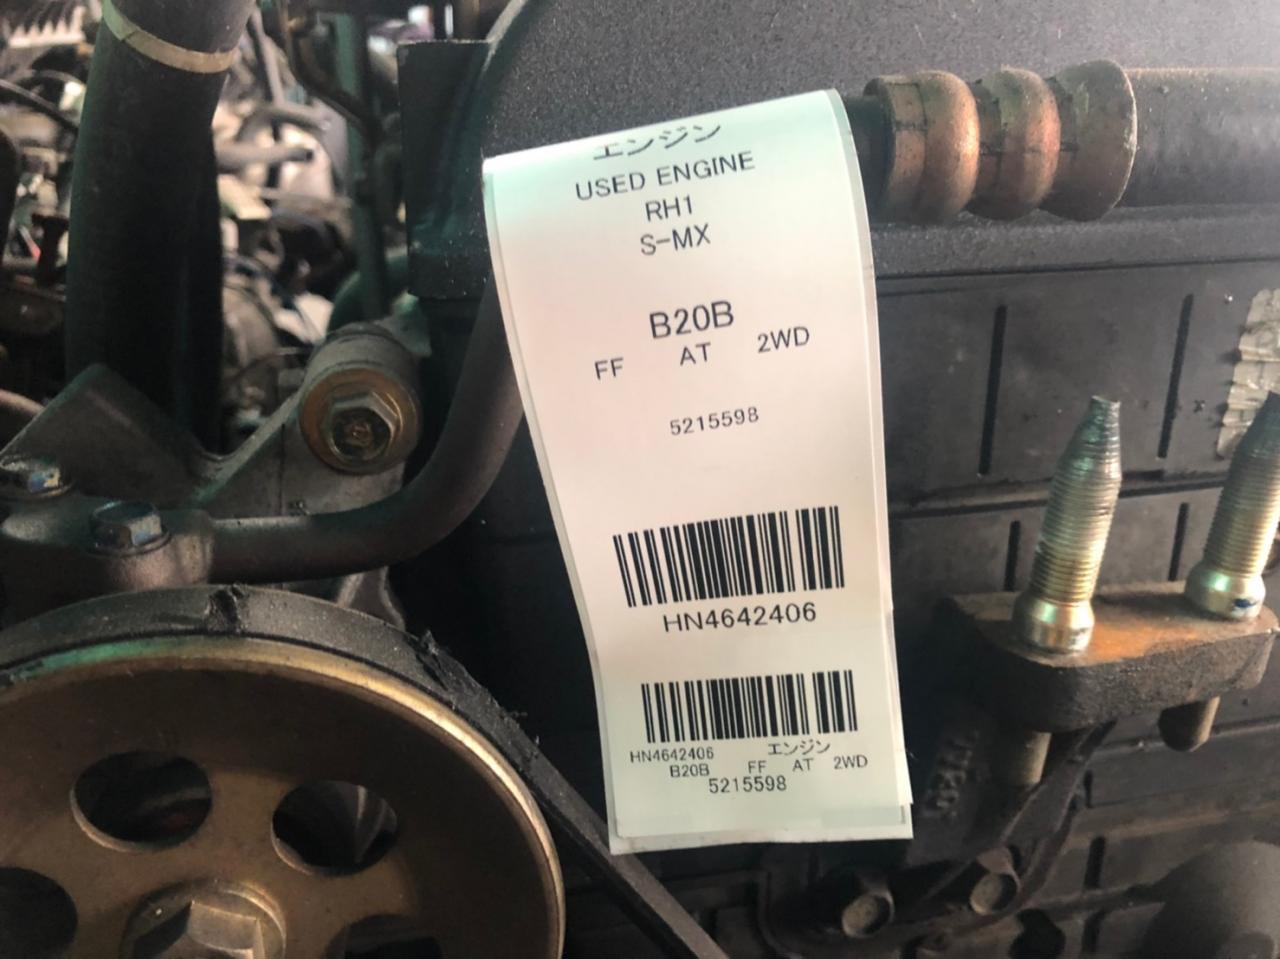 エンジン
USED ENGINE
RH1
S-MX
B20B
FF AT 2WD
5215598
HN4642406
HN4642406 エンジン
B20B FF AT 2WD
5215598